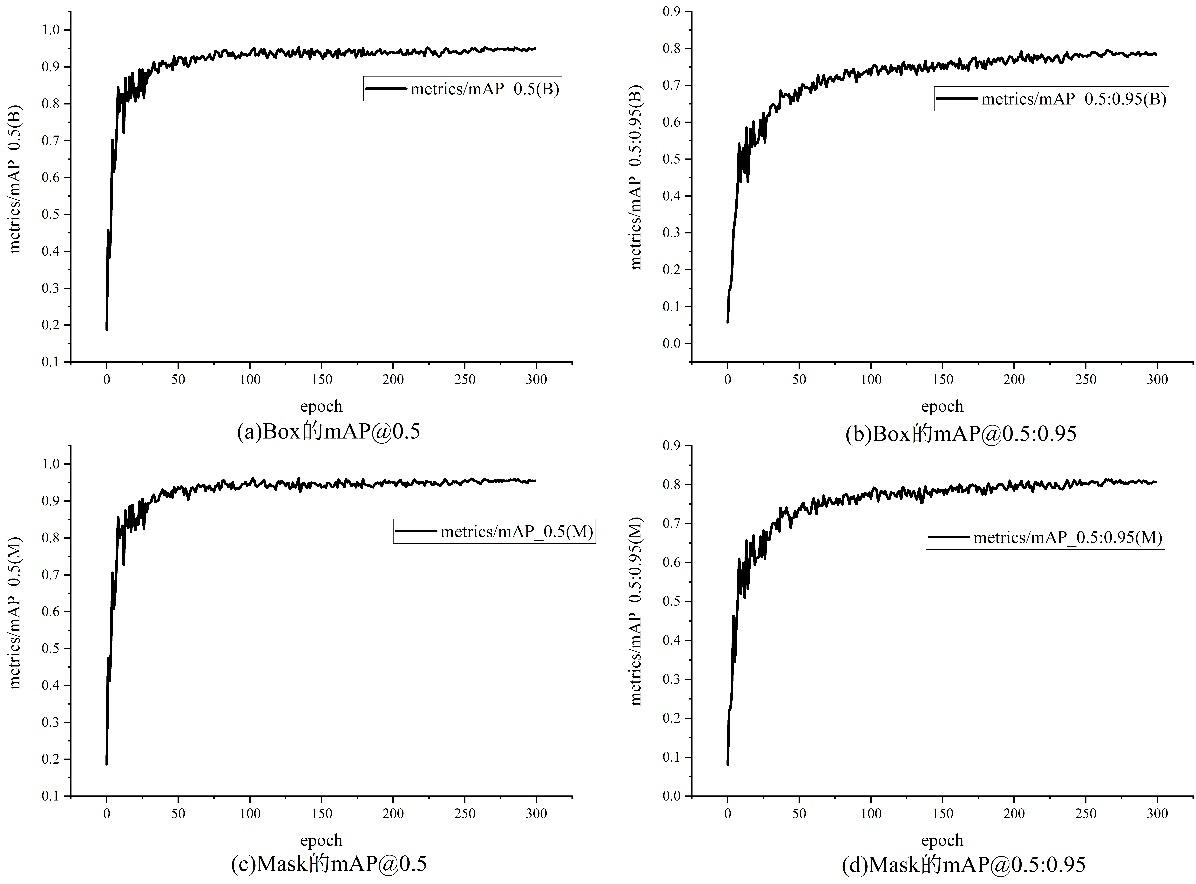 1.0
0.9
0.8
0.7
0.6
0.5
0.4
0.3
0.2
0.1
metrics/mAP_0.5(B)
metrics/mAP_0.5(B)
0 50 100 150 200 250 300
epoch
(a)Box的mAP@0.5
0.9
0.8
0.7
0.6
0.5
0.4
0.3
0.2
0.1
0.0
metrics/mAP_0.5:0.95(B)
metrics/mAP_0.5:0.95(B)
0 50 100 150 200 250 300
epoch
(b)Box的mAP@0.5:0.95
1.0
0.9
0.8
0.7
0.6
0.5
0.4
0.3
0.2
0.1
metrics/mAP_0.5(M)
metrics/mAP_0.5(M)
0 50 100 150 200 250 300
epoch
(c)Mask的mAP@0.5
0.9
0.8
0.7
0.6
0.5
0.4
0.3
0.2
0.1
0.0
metrics/mAP_0.5:0.95(M)
metrics/mAP_0.5:0.95(M)
0 50 100 150 200 250 300
epoch
(d)Mask的mAP@0.5:0.95